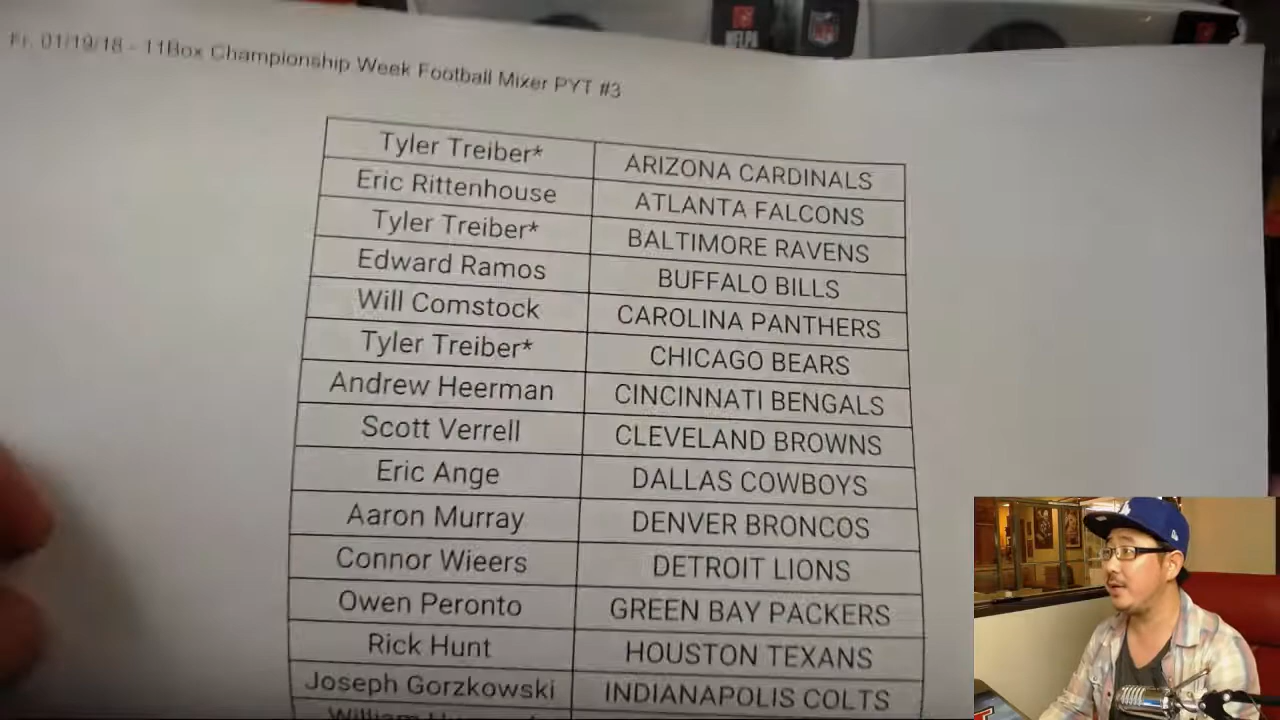 Fr. 01/19/18 - 11Box Championship Week Football Mixer PYT #3
Tyler Treiber* ARIZONA CARDINALS
Eric Rittenhouse ATLANTA FALCONS
Tyler Treiber* BALTIMORE RAVENS
Edward Ramos BUFFALO BILLS
Will Comstock CAROLINA PANTHERS
Tyler Treiber* CHICAGO BEARS
Andrew Heerman CINCINNATI BENGALS
Scott Verrell CLEVELAND BROWNS
Eric Ange DALLAS COWBOYS
Aaron Murray DENVER BRONCOS
Connor Wieers DETROIT LIONS
Owen Peronto GREEN BAY PACKERS
Rick Hunt HOUSTON TEXANS
Joseph Gorzkowski INDIANAPOLIS COLTS